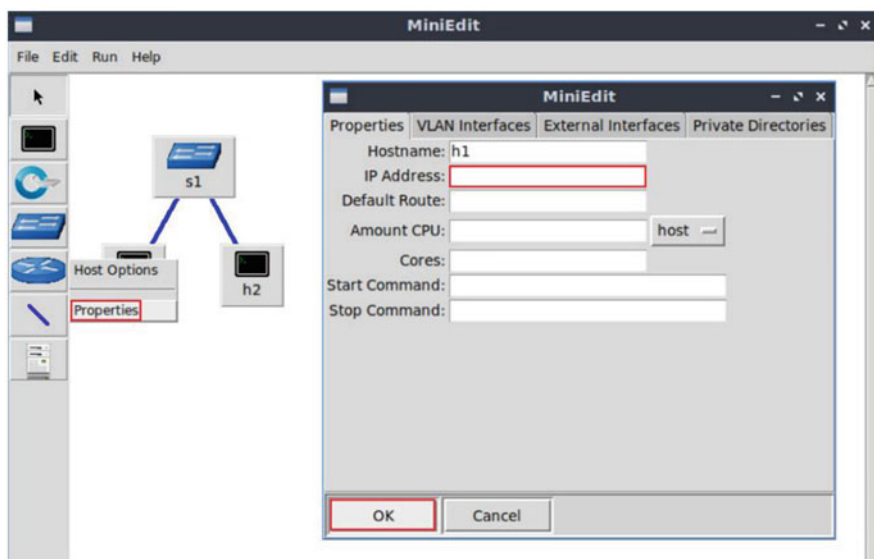 MiniEdit
File Edit Run Help
s1
h2
Host Options
Properties
MiniEdit
Properties VLAN Interfaces External Interfaces Private Directories
Hostname: h1
IP Address:
Default Route:
Amount CPU: host
Cores:
Start Command:
Stop Command:
OK Cancel